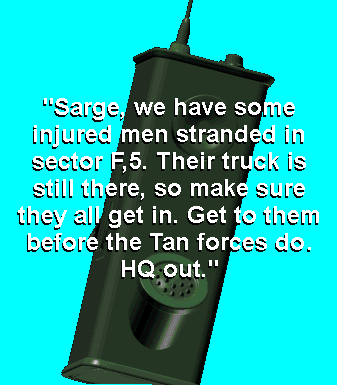 "Sarge, we have some
injured men stranded in
sector F,5. Their truck is
still there, so make sure
they all get in. Get to them
before the Tan forces do.
HQ out."